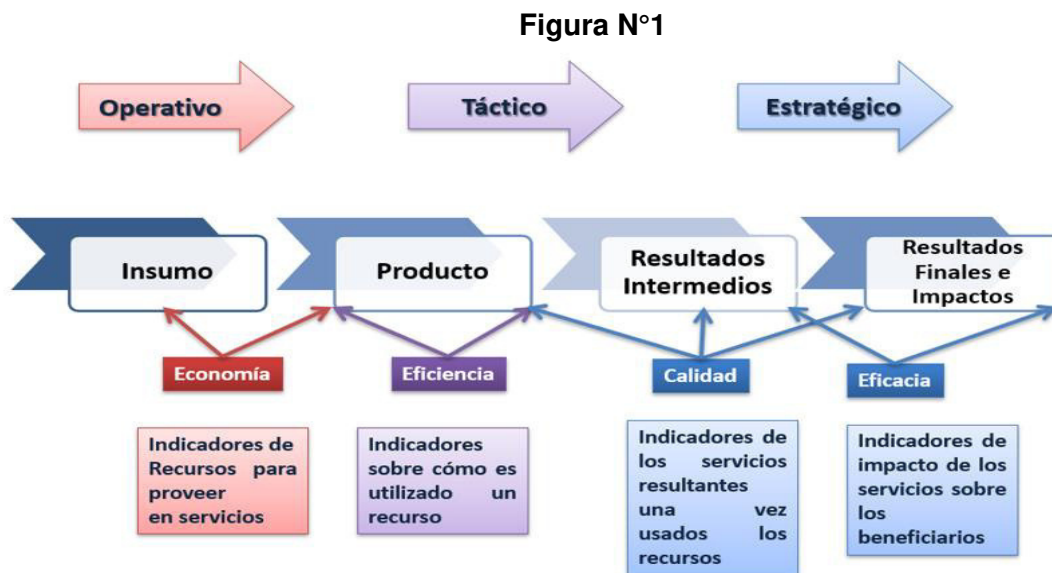 Figura N°1
Operativo
Táctico
Estratégico
Insumo
Producto
Resultados
Intermedios
Resultados
Finales e
Impactos
Economía
Eficiencia
Calidad
Eficacia
Indicadores de
Recursos para
proveer
en servicios
Indicadores
sobre cómo es
utilizado un
recurso
Indicadores de
los servicios
resultantes
una vez
usados los
recursos
Indicadores de
impacto de los
servicios sobre
los
beneficiarios